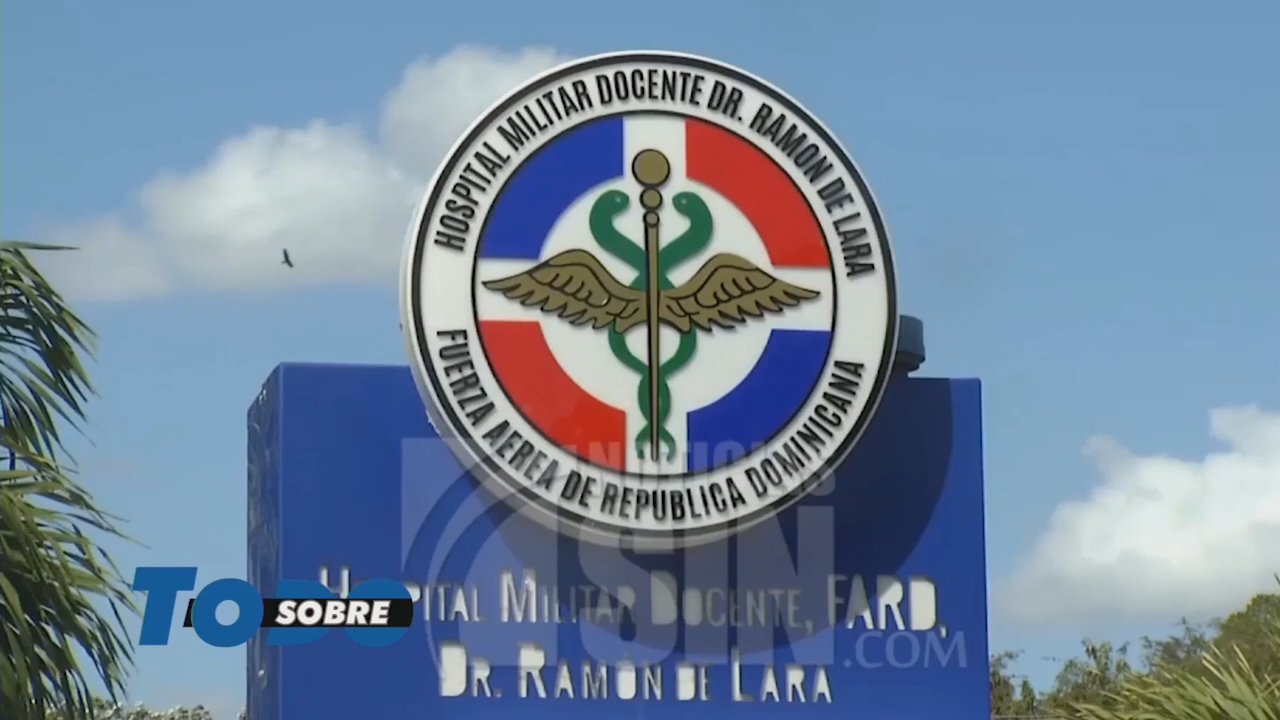 HOSPITAL MILITAR DOCENTE DR. RAMON DE LARA
FUERZA AEREA DE REPUBLICA DOMINICANA
NOTICIAS
SIN
.COM
HOSPITAL MILITAR DOCENTE, FARD,
DR. RAMÓN DE LARA
TODO
SOBRE